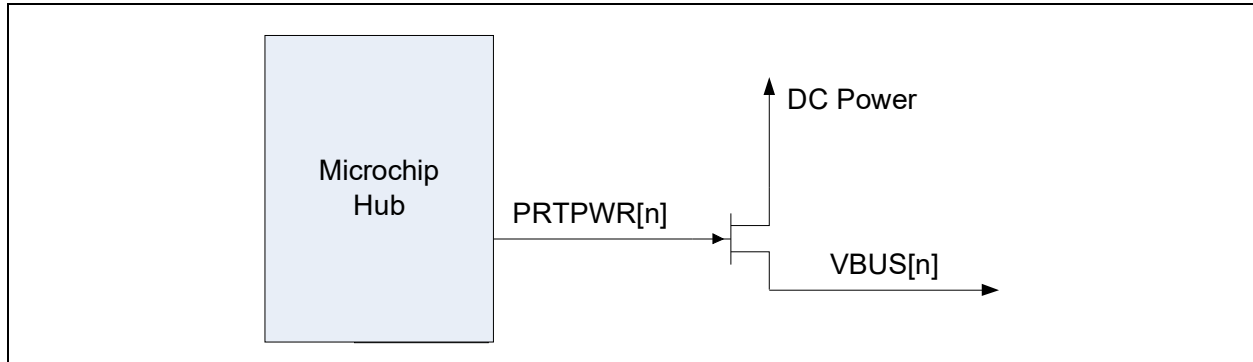 DC Power
Microchip
Hub
PRTPWR[n]
VBUS[n]